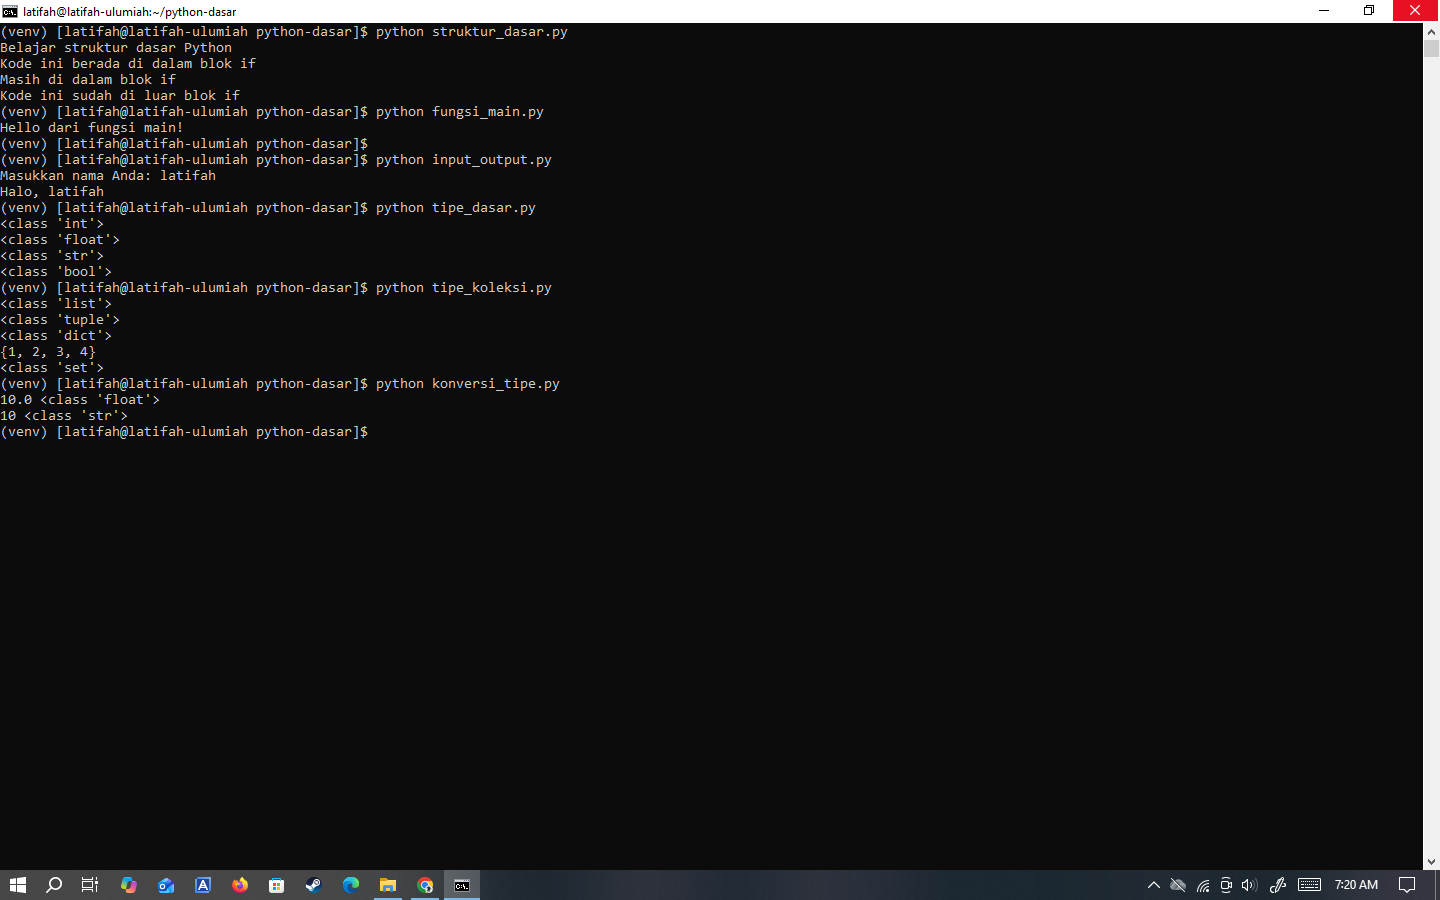 latifah@latifah-ulumiah:~/python-dasar
(venv) [latifah@latifah-ulumiah python-dasar]$ python struktur_dasar.py
Belajar struktur dasar Python
Kode ini berada di dalam blok if
Masih di dalam blok if
Kode ini sudah di luar blok if
(venv) [latifah@latifah-ulumiah python-dasar]$ python fungsi_main.py
Hello dari fungsi main!
(venv) [latifah@latifah-ulumiah python-dasar]$
(venv) [latifah@latifah-ulumiah python-dasar]$ python input_output.py
Masukkan nama Anda: latifah
Halo, latifah
(venv) [latifah@latifah-ulumiah python-dasar]$ python tipe_dasar.py
<class 'int'>
<class 'float'>
<class 'str'>
<class 'bool'>
(venv) [latifah@latifah-ulumiah python-dasar]$ python tipe_koleksi.py
<class 'list'>
<class 'tuple'>
<class 'dict'>
{1, 2, 3, 4}
<class 'set'>
(venv) [latifah@latifah-ulumiah python-dasar]$ python konversi_tipe.py
10.0 <class 'float'>
10 <class 'str'>
(venv) [latifah@latifah-ulumiah python-dasar]$
7:20 AM